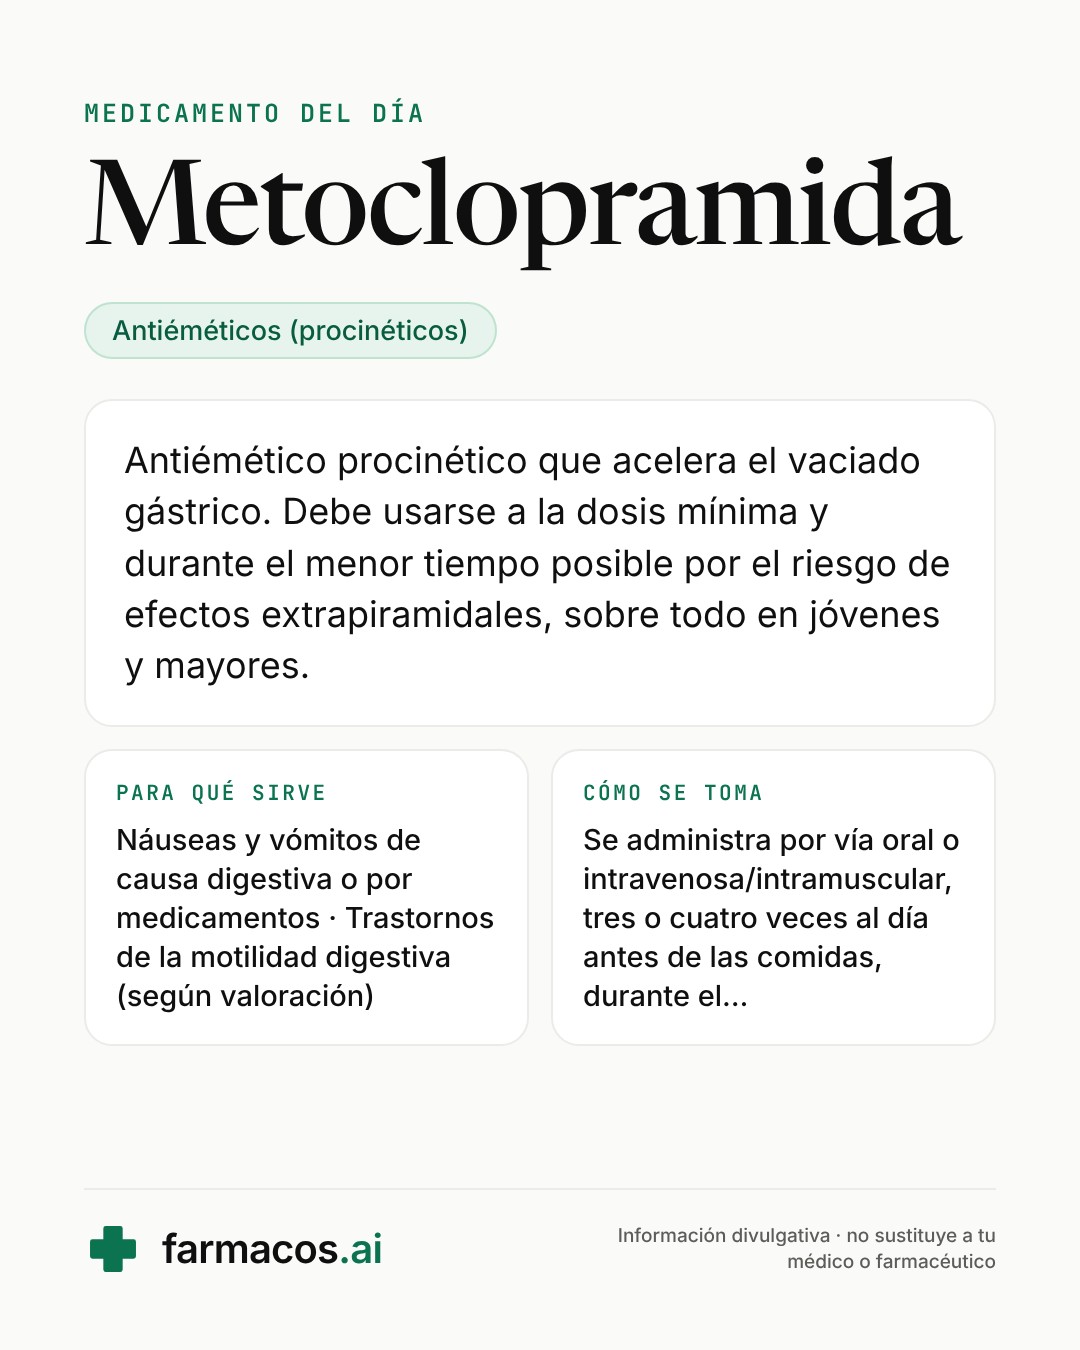 MEDICAMENTO DEL DÍA
Metoclopramida
Antiéméticos (procinéticos)
Antiémético procinético que acelera el vaciado
gástrico. Debe usarse a la dosis mínima y
durante el menor tiempo posible por el riesgo de
efectos extrapiramidales, sobre todo en jóvenes
y mayores.
PARA QUÉ SIRVE
Náuseas y vómitos de
causa digestiva o por
medicamentos · Trastornos
de la motilidad digestiva
(según valoración)
CÓMO SE TOMA
Se administra por vía oral o
intravenosa/intramuscular,
tres o cuatro veces al día
antes de las comidas,
durante el...
farmacos.ai
Información divulgativa · no sustituye a tu
médico o farmacéutico